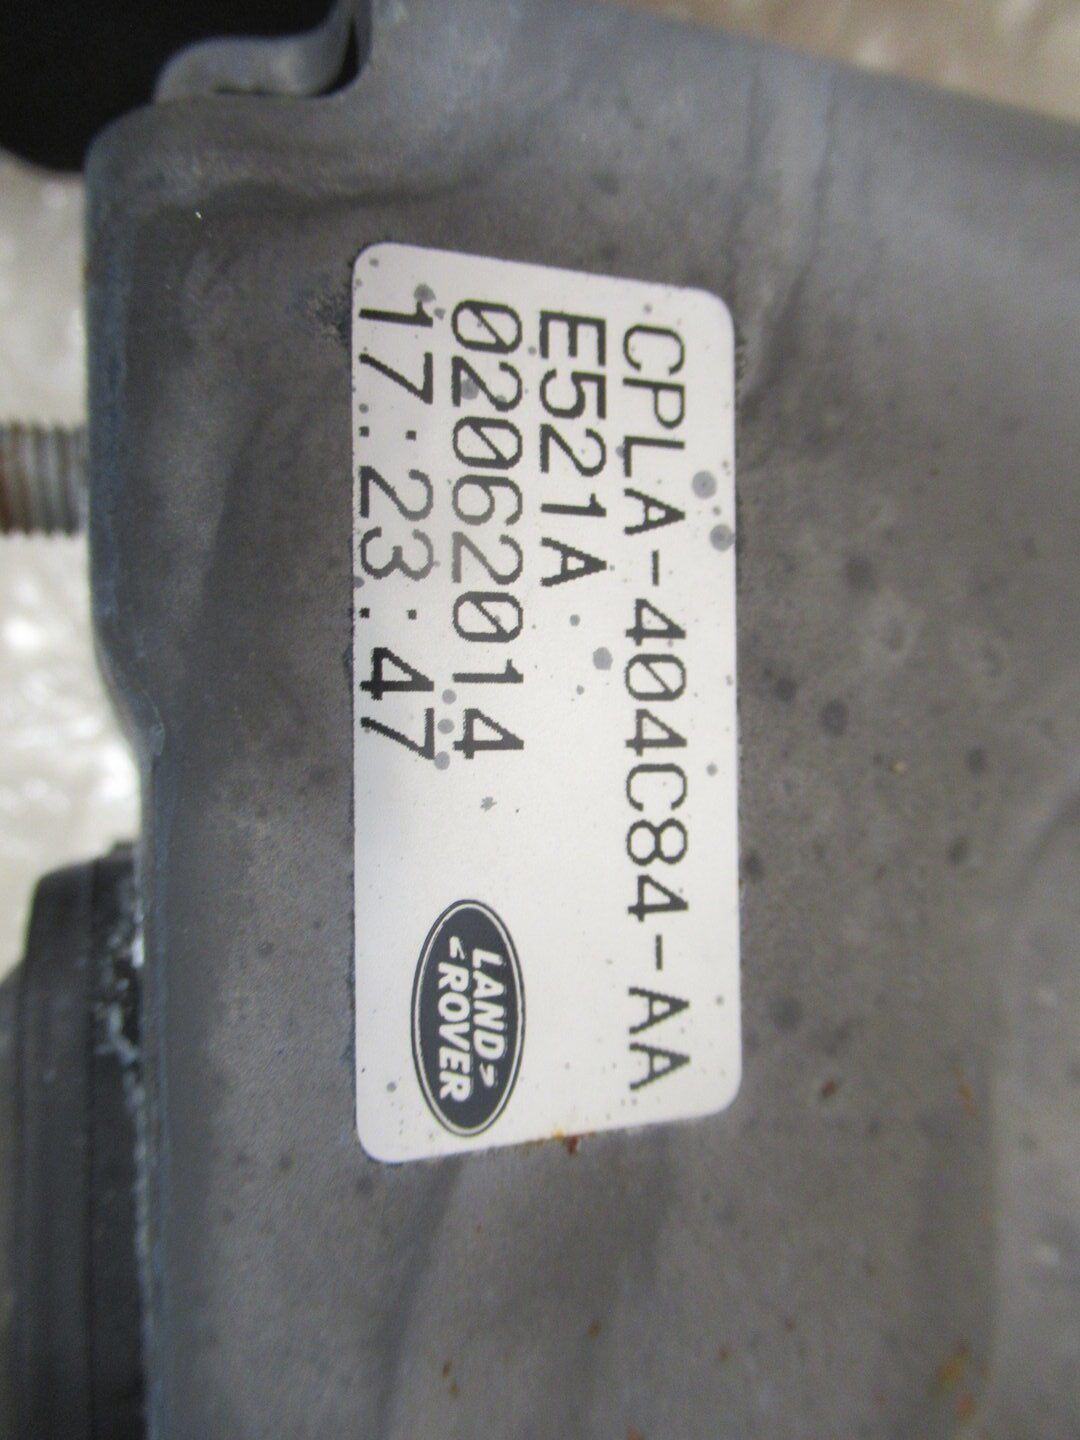 CPLA-404C84-AA
E521A
02062014
17:23:47
LAND
ROVER